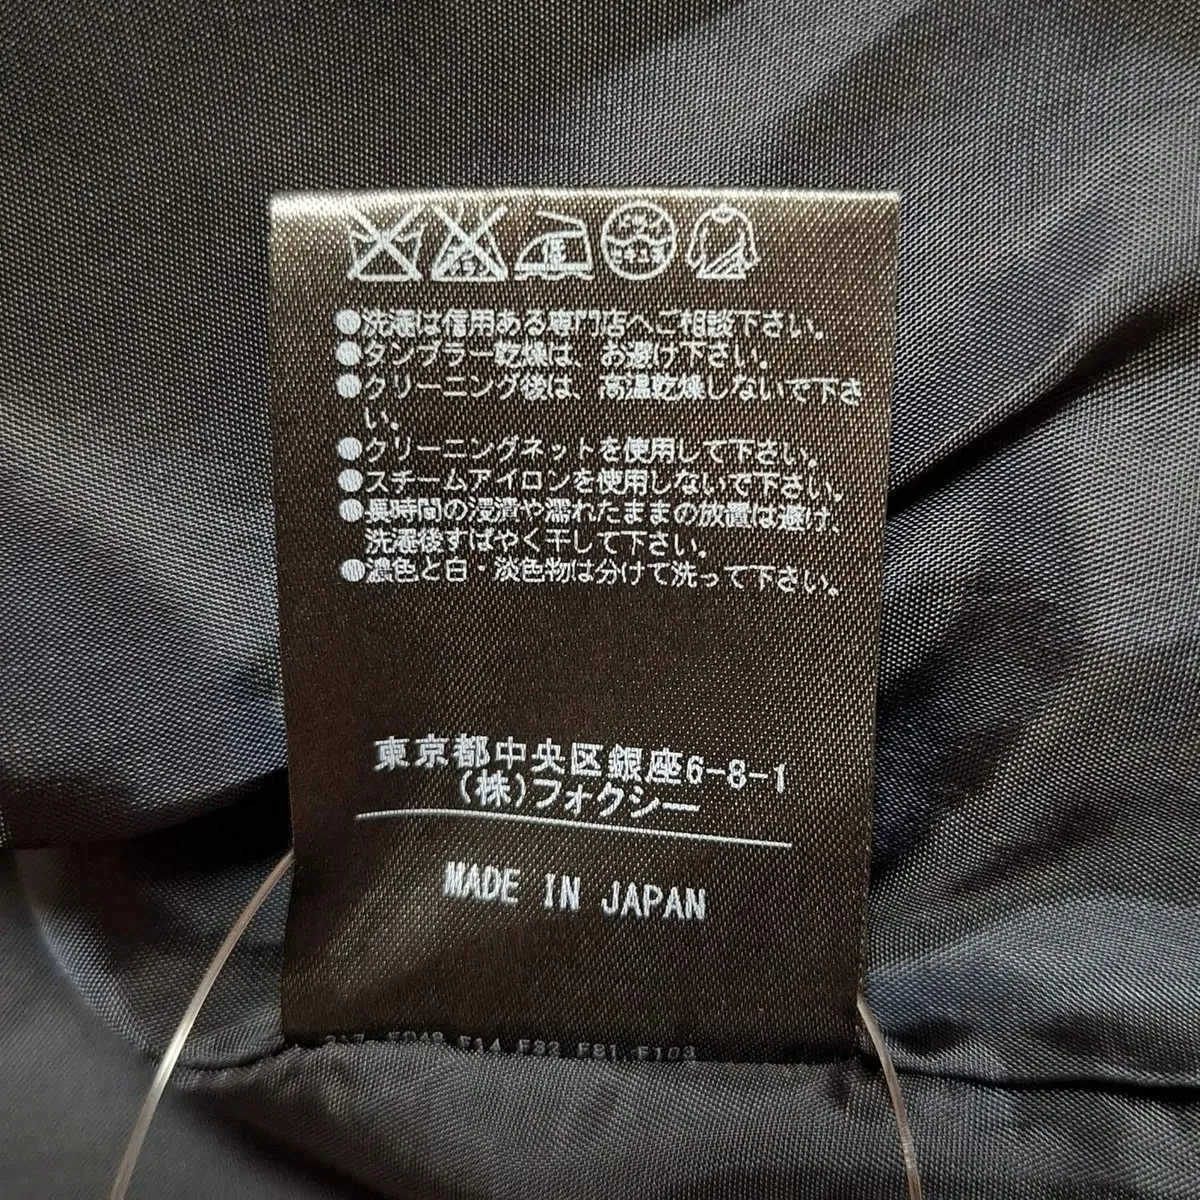 ●洗濯は信用ある専門店へご相談下さい。
●タンブラー乾燥は、お避け下さい。
●クリーニング後は、高温乾燥しないで下さ
い。
●クリーニングネットを使用して下さい。
●スチームアイロンを使用しないで下さい。
●長時間の浸漬や濡れたままの放置は避け、
洗濯後すばやく干して下さい。
●濃色と白・淡色物は分けて洗って下さい。
東京都中央区銀座6-8-1
(株)フォクシー
MADE IN JAPAN